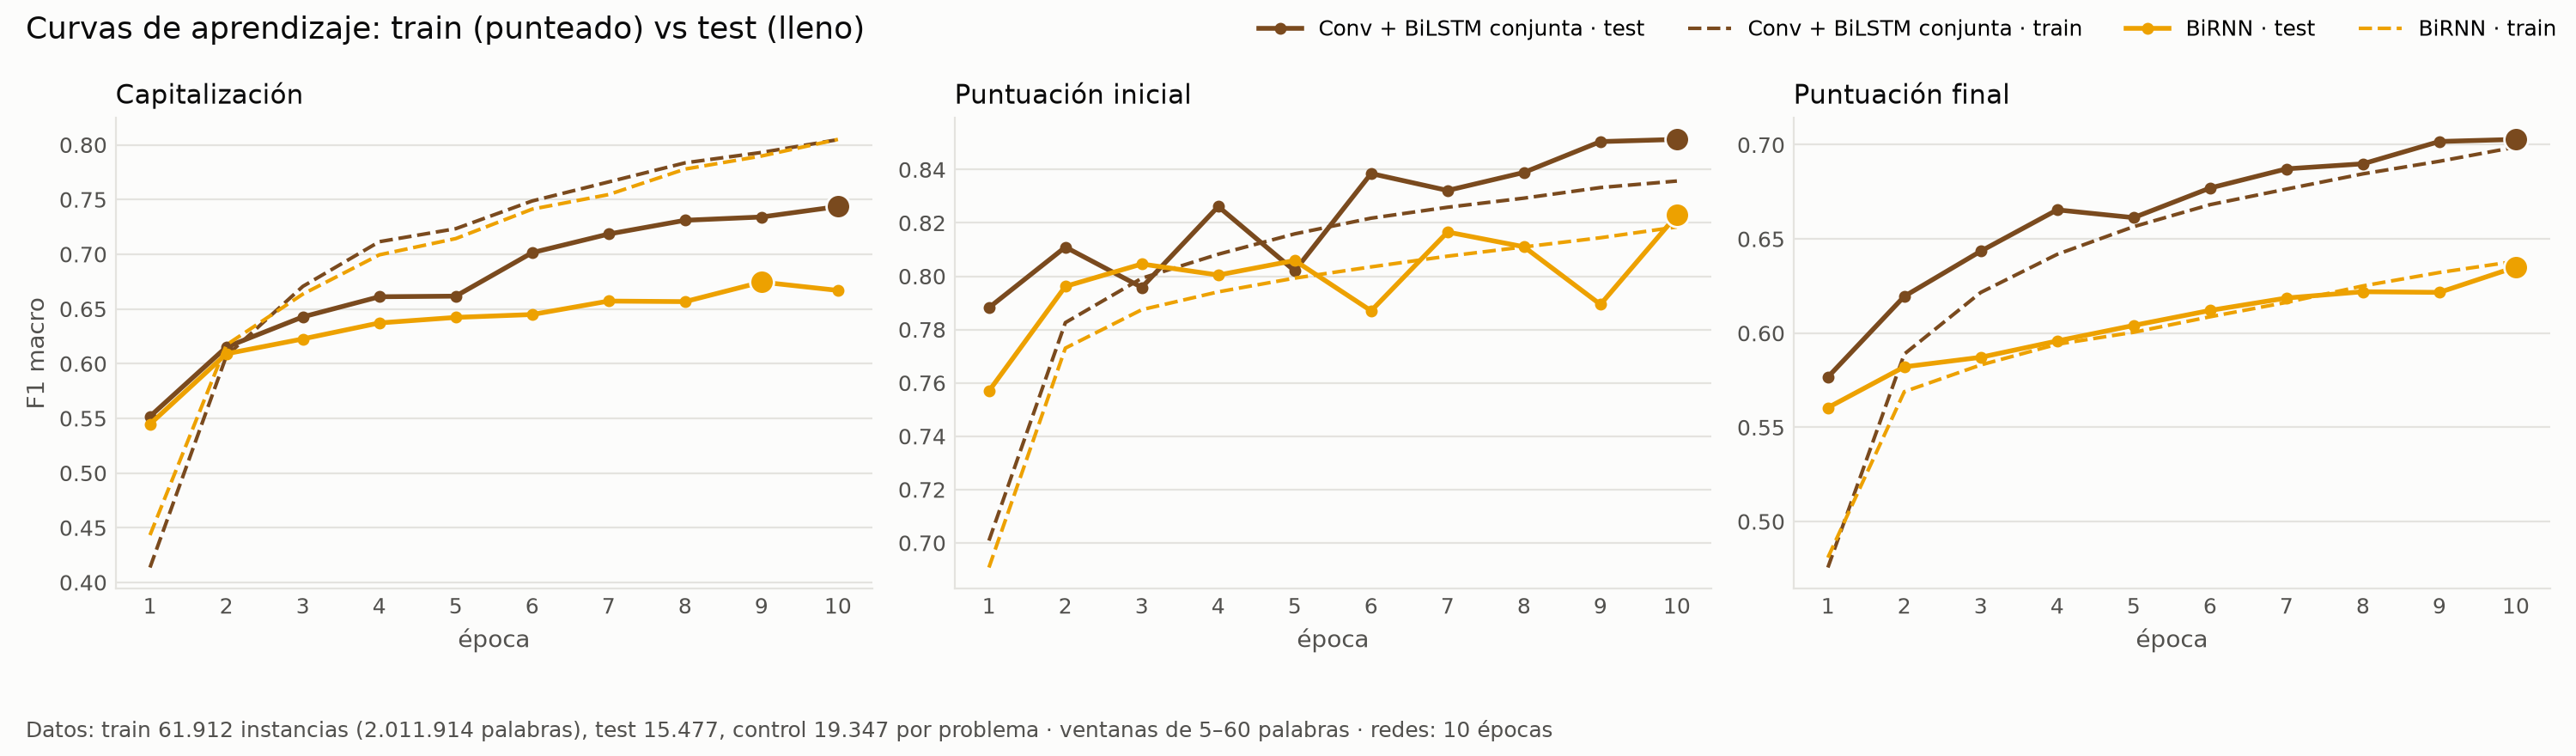 Curvas de aprendizaje: train (punteado) vs test (lleno)
Conv + BiLSTM conjunta · test
Conv + BiLSTM conjunta · train
BiRNN · test
BiRNN · train
Capitalización
F1 macro
0.80
0.75
0.70
0.65
0.60
0.55
0.50
0.45
0.40
1 2 3 4 5 6 7 8 9 10
época
Puntuación inicial
0.84
0.82
0.80
0.78
0.76
0.74
0.72
0.70
1 2 3 4 5 6 7 8 9 10
época
Puntuación final
0.70
0.65
0.60
0.55
0.50
1 2 3 4 5 6 7 8 9 10
época
Datos: train 61.912 instancias (2.011.914 palabras), test 15.477, control 19.347 por problema · ventanas de 5–60 palabras · redes: 10 épocas